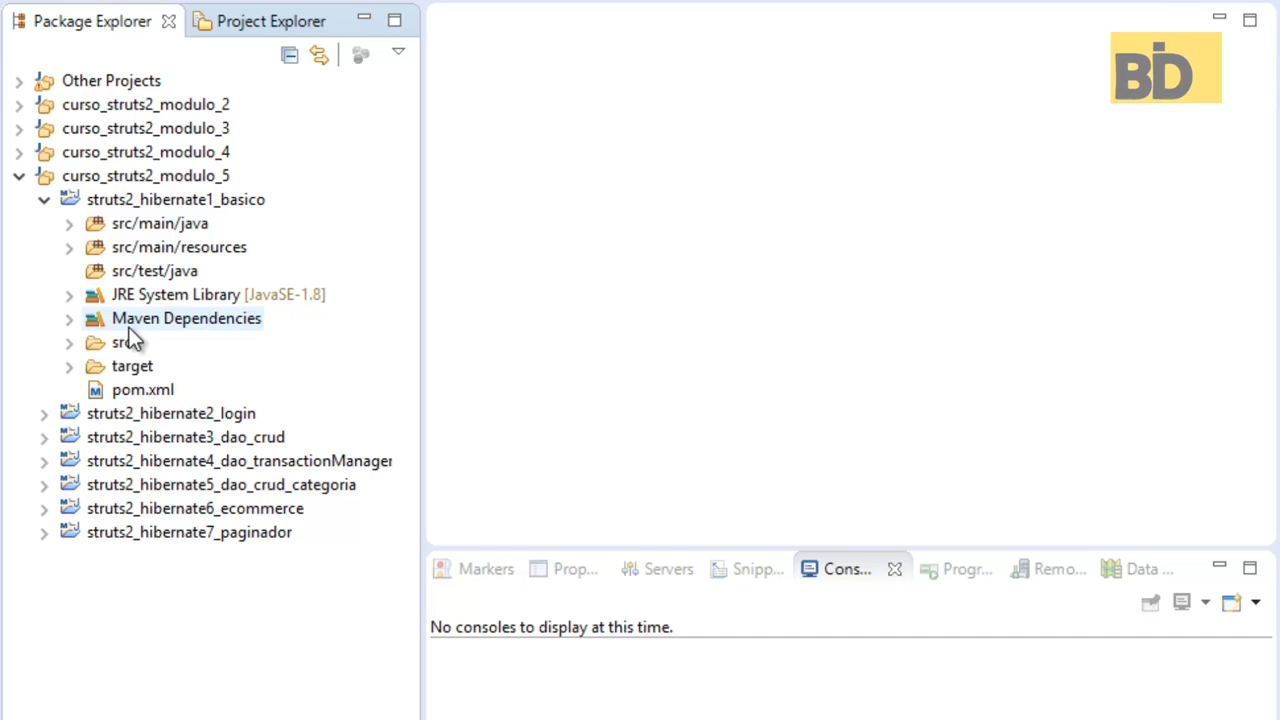 Package Explorer
Project Explorer
BID
Other Projects
curso_struts2_modulo_2
curso_struts2_modulo_3
curso_struts2_modulo_4
curso_struts2_modulo_5
struts2_hibernate1_basico
src/main/java
src/main/resources
src/test/java
JRE System Library [JavaSE-1.8]
Maven Dependencies
src
target
pom.xml
struts2_hibernate2_login
struts2_hibernate3_dao_crud
struts2_hibernate4_dao_transactionManager
struts2_hibernate5_dao_crud_categoria
struts2_hibernate6_ecommerce
struts2_hibernate7_paginador
Markers Prop... Servers Snipp... Cons... Progr... Remo... Data ...
No consoles to display at this time.